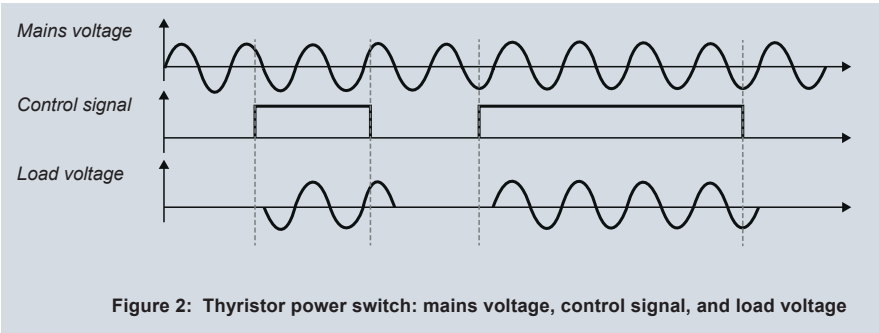 Mains voltage
Control signal
Load voltage
Figure 2: Thyristor power switch: mains voltage, control signal, and load voltage